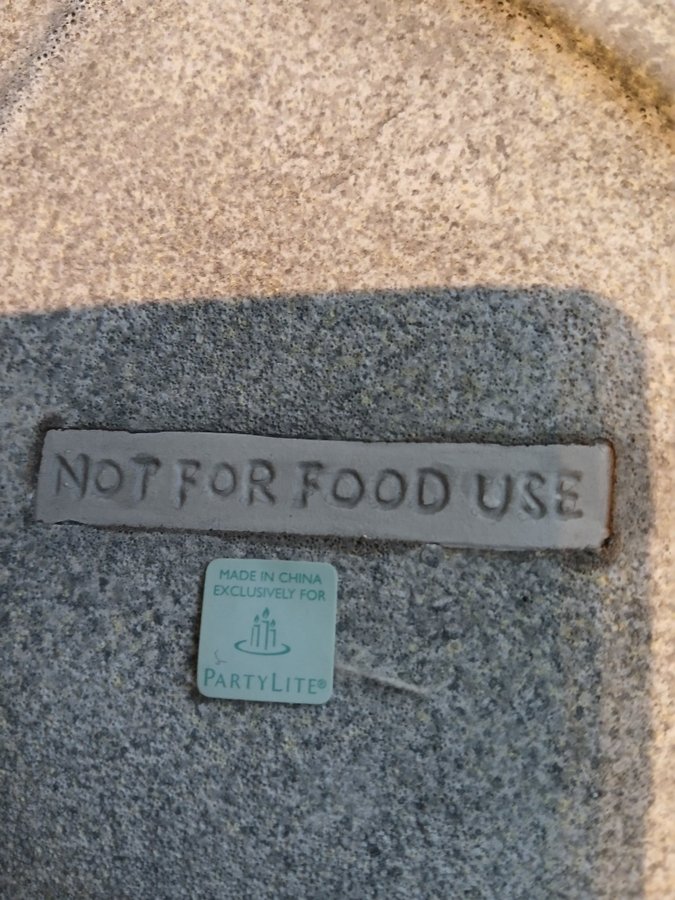 NOT FOR FOOD USE
MADE IN CHINA
EXCLUSIVELY FOR
PARTYLITE®